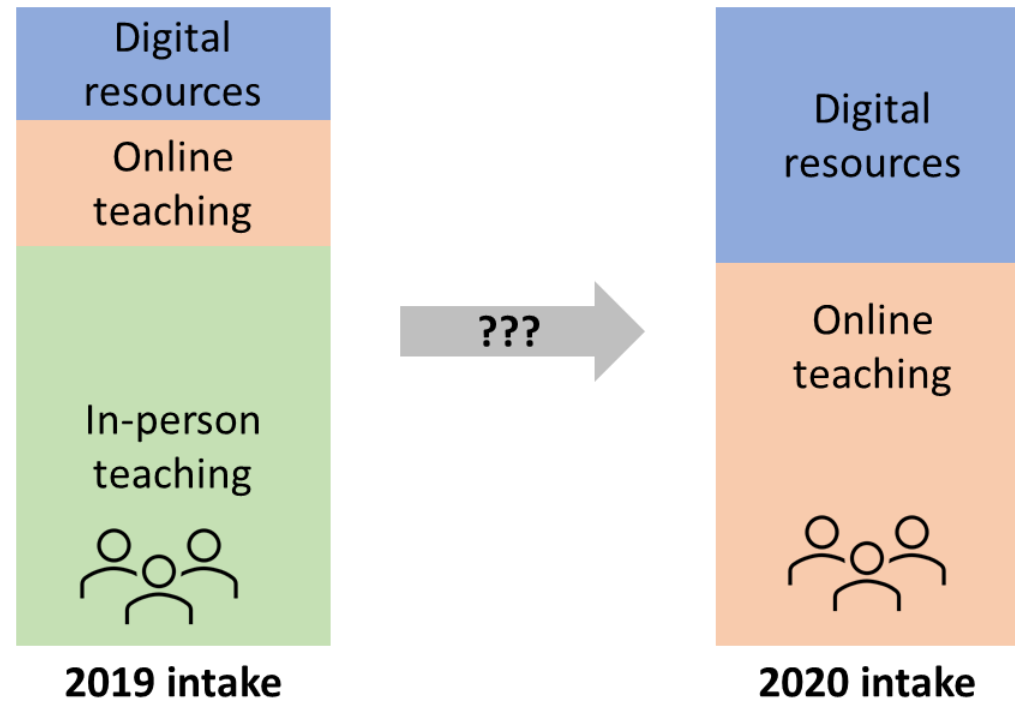 Digital
resources
Online
teaching
In-person
teaching
2019 intake
???
Digital
resources
Online
teaching
2020 intake